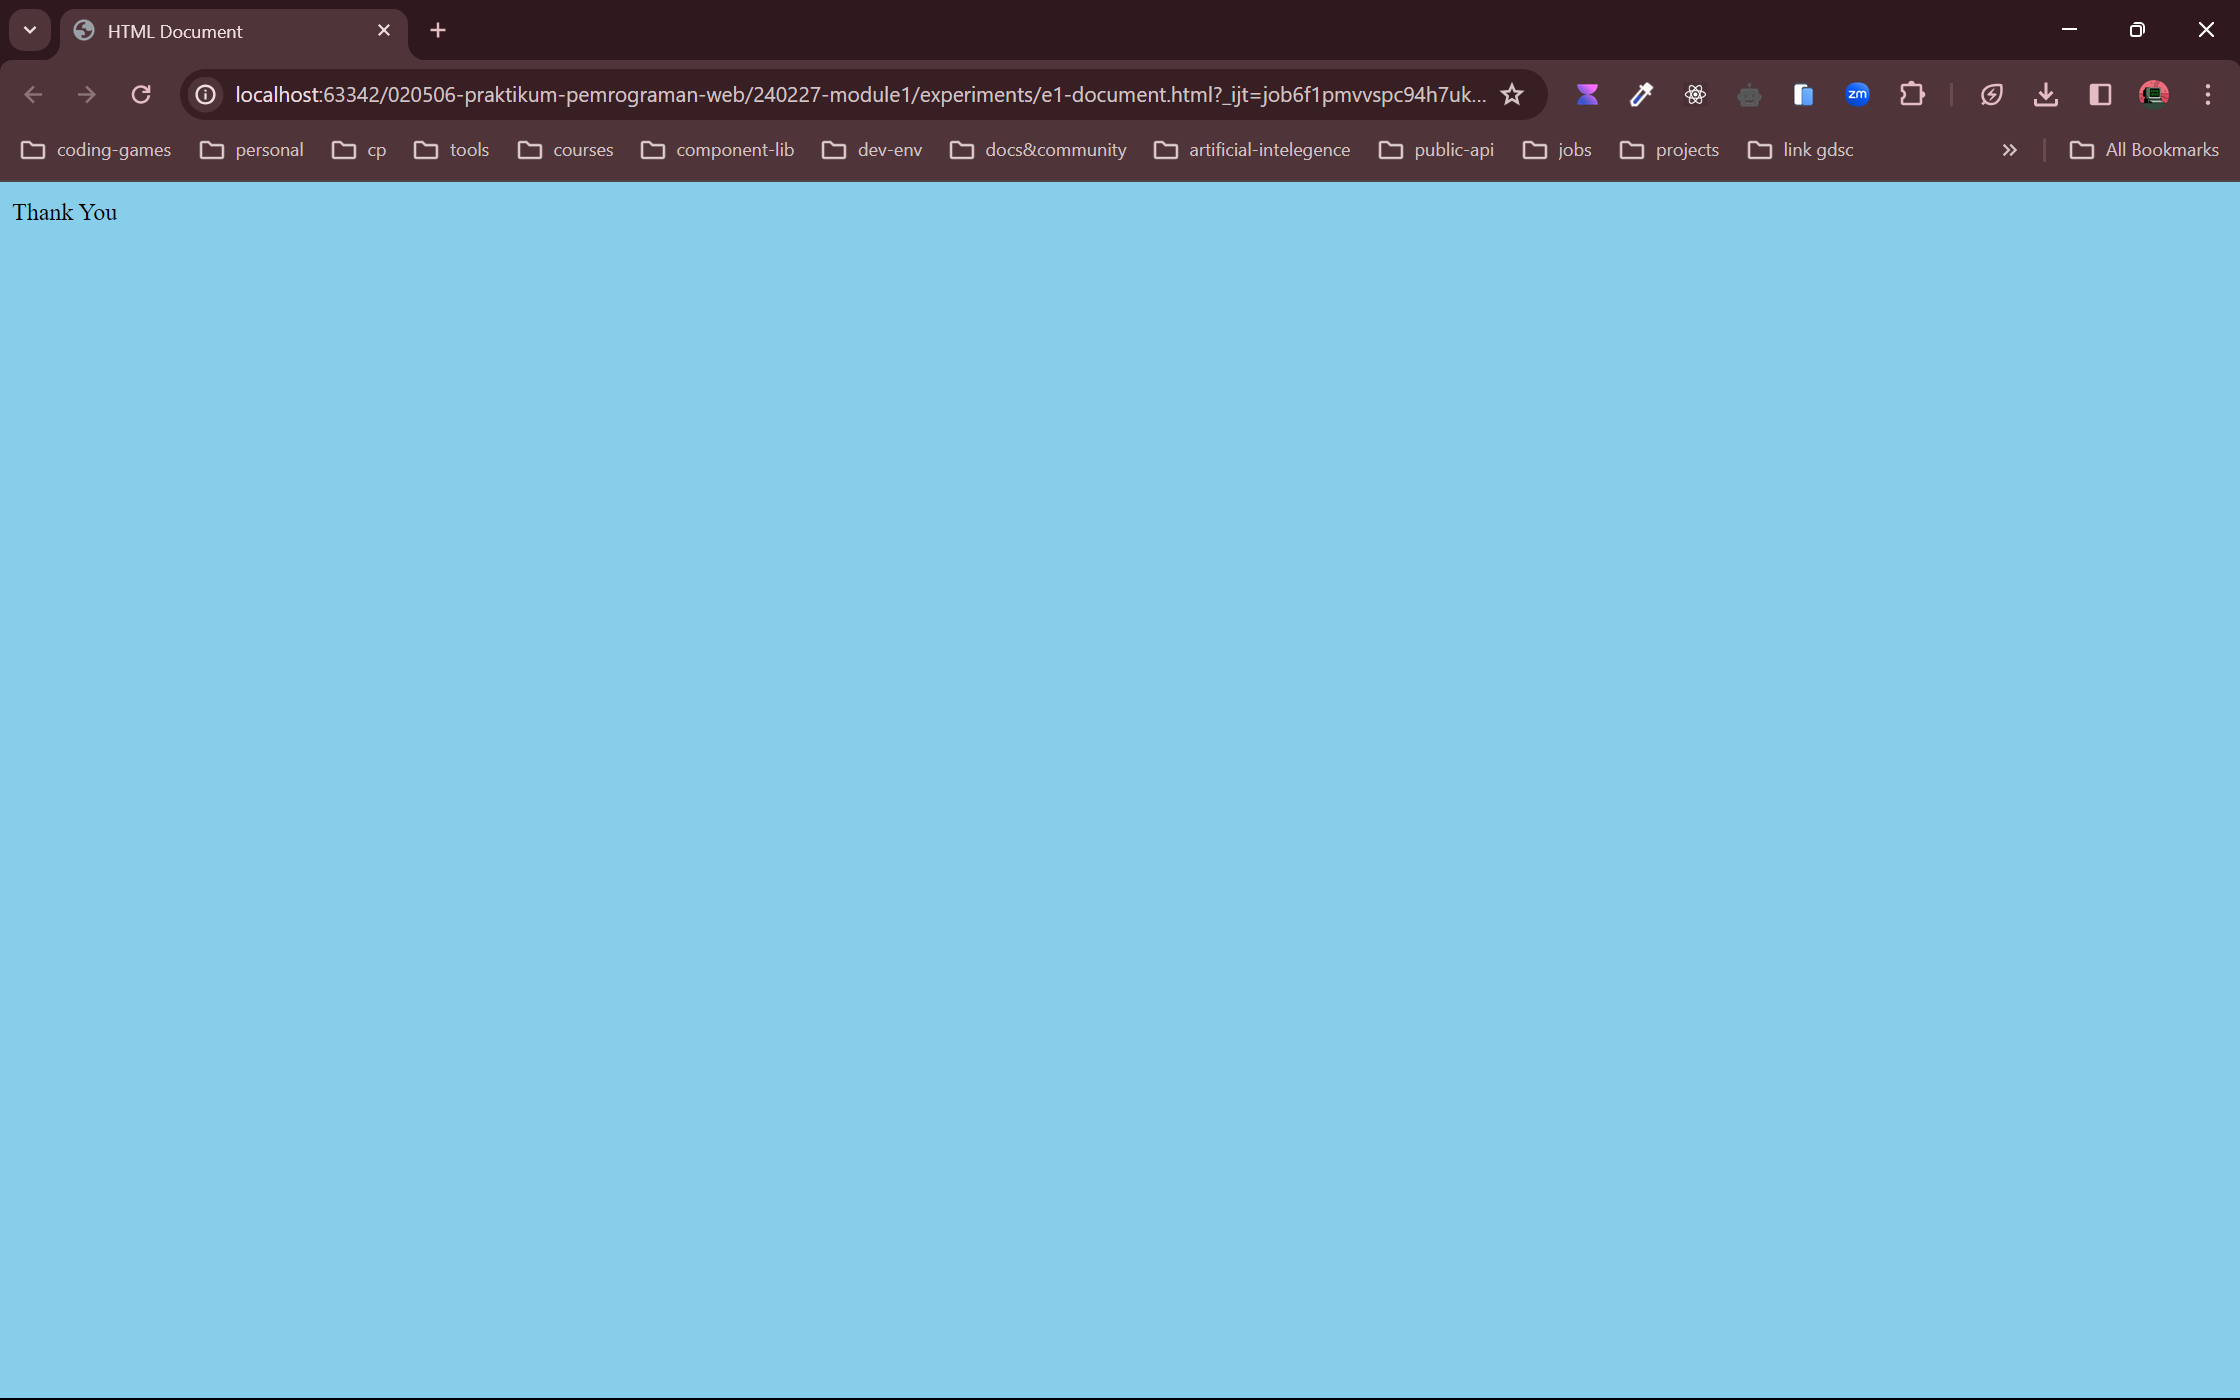 HTML Document
localhost:63342/020506-praktikum-pemrograman-web/240227-module1/experiments/e1-document.html?_ijt=job6f1pmvvspc94h7uk...
zm
coding-games personal cp tools courses component-lib dev-env docs&community artificial-intelegence public-api jobs projects link gdsc All Bookmarks
Thank You